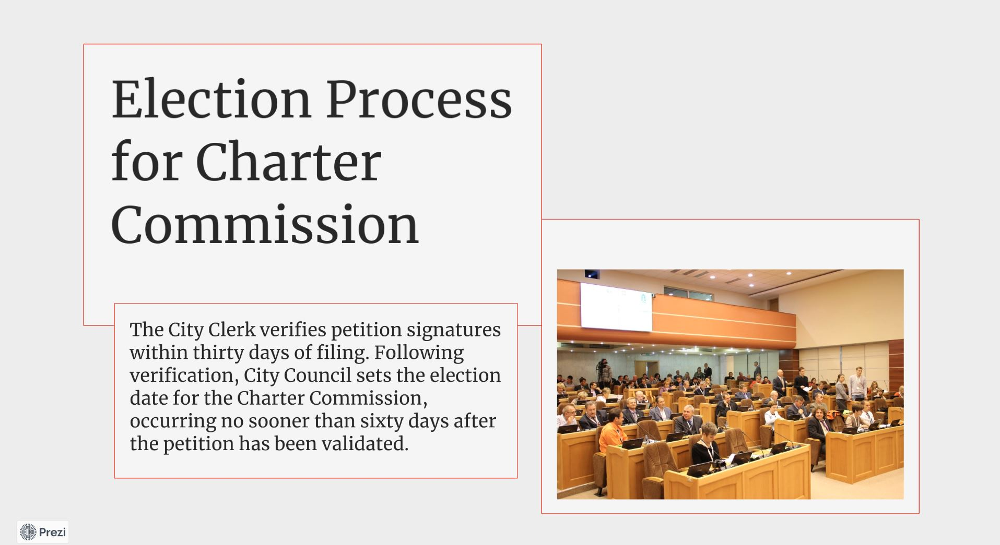 Election Process
for Charter
Commission
The City Clerk verifies petition signatures
within thirty days of filing. Following
verification, City Council sets the election
date for the Charter Commission,
occurring no sooner than sixty days after
the petition has been validated.
Prezi